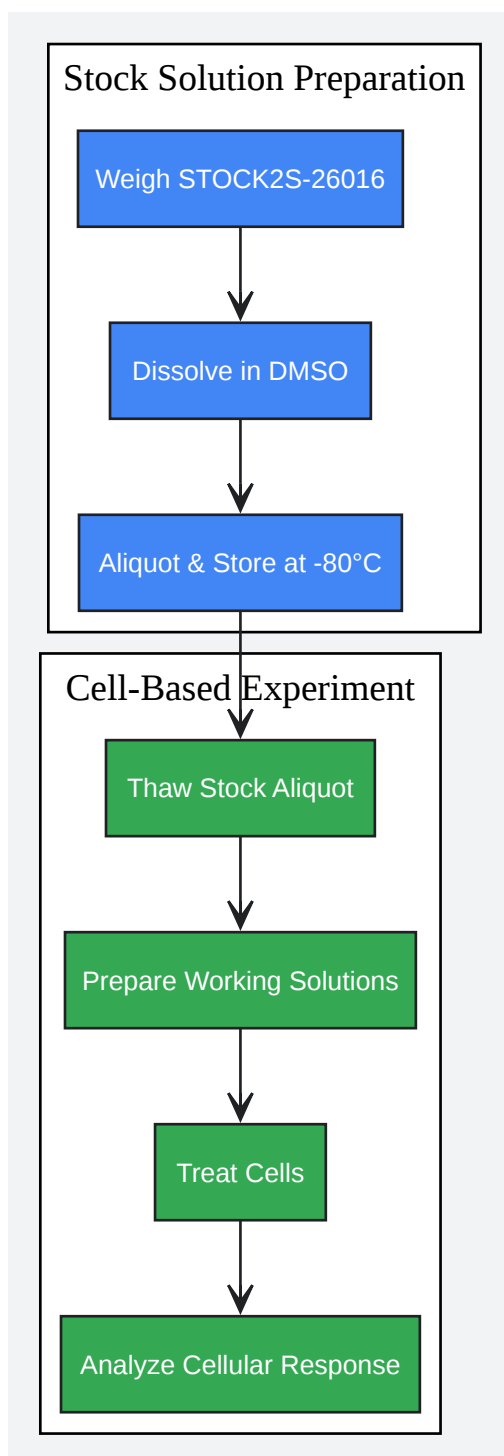 Stock Solution Preparation
Weigh STOCK2S-26016
Dissolve in DMSO
Aliquot & Store at -80°C
Cell-Based Experiment
Thaw Stock Aliquot
Prepare Working Solutions
Treat Cells
Analyze Cellular Response